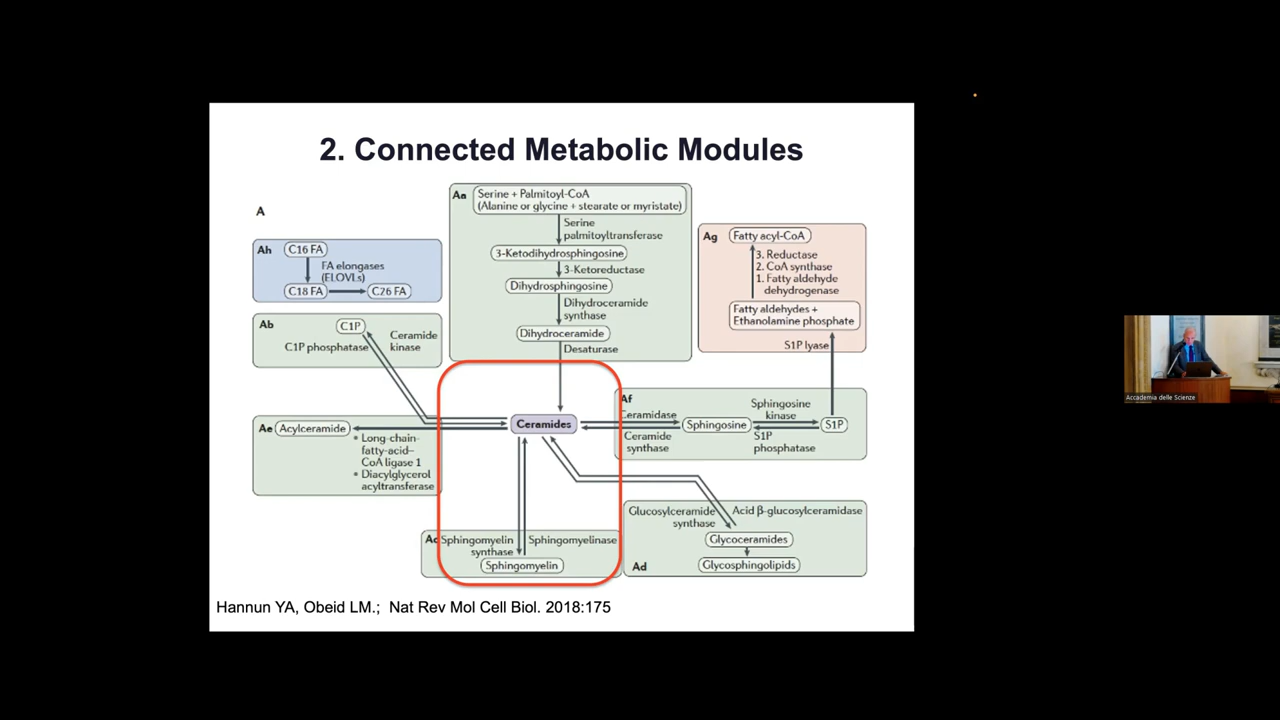 2. Connected Metabolic Modules
A
Aa
Serine + Palmitoyl-CoA
(Alanine or glycine + stearate or myristate)
Serine
palmitoyltransferase
3-Ketodihydrosphingosine
3-Ketoreductase
Dihydrosphingosine
Dihydroceramide
synthase
Dihydroceramide
Desaturase
Ah
C16 FA
FA elongases
(ELOVLs)
C18 FA
C26 FA
Ag
Fatty acyl-CoA
3. Reductase
2. CoA synthase
1. Fatty aldehyde
dehydrogenase
Fatty aldehydes +
Ethanolamine phosphate
S1P lyase
Ab
C1P
C1P phosphatase
Ceramide
kinase
Ae
Acylceramide
• Long-chain-
fatty-acid–
CoA ligase 1
• Diacylglycerol
acyltransferase
Ceramides
Af
Ceramidase
Ceramide
synthase
Sphingosine
Sphingosine
kinase
S1P
phosphatase
S1P
Sphingomyelin
synthase
Sphingomyelinase
Sphingomyelin
Glucosylceramide
synthase
Acid β-glucosylceramidase
Glycoceramides
Ad
Glycosphingolipids
Hannun YA, Obeid LM.; Nat Rev Mol Cell Biol. 2018:175
Accademia delle Scienze